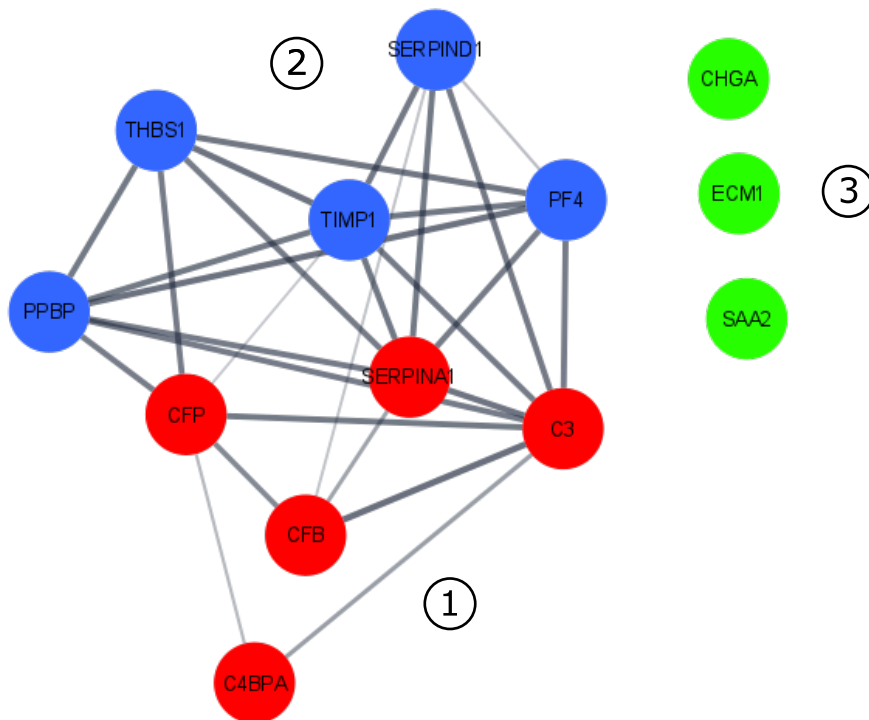 SERPIND1
2
CHGA
THBS1
ECM1
3
PF4
TIMP1
PPBP
SAA2
SERPINA1
CFP
C3
CFB
1
C4BPA